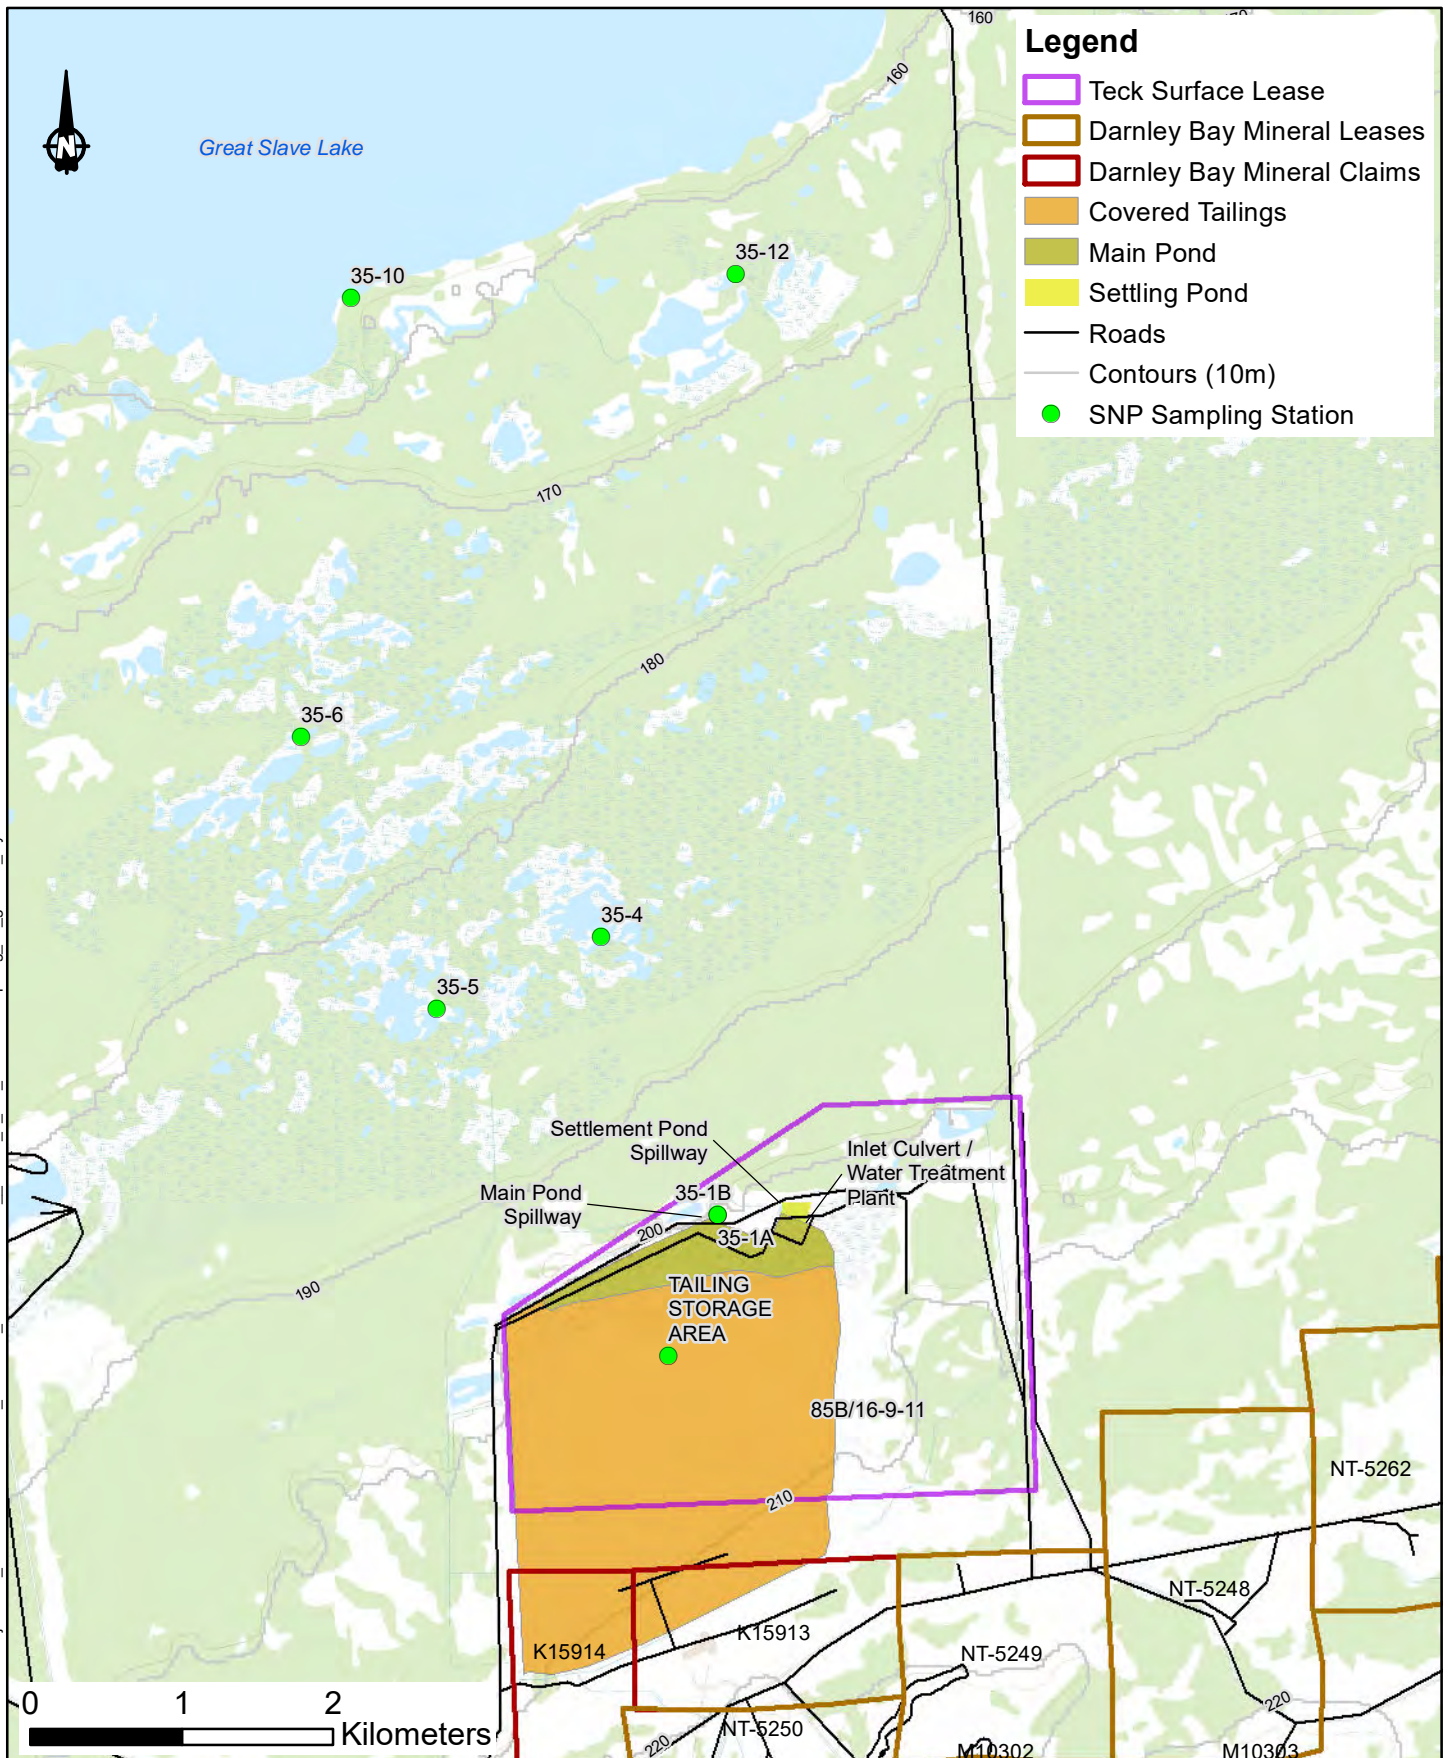 160
Legend
Teck Surface Lease
Darnley Bay Mineral Leases
Darnley Bay Mineral Claims
Covered Tailings
Main Pond
Settling Pond
Roads
Contours (10m)
SNP Sampling Station
N
Great Slave Lake
160
35-12
35-10
170
180
35-6
35-4
35-5
Settlement Pond
Spillway
Inlet Culvert /
Water Treatment
Plant
Main Pond
Spillway
35-1B
200
35-1A
190
TAILING
STORAGE
AREA
85B/16-9-11
NT-5262
210
NT-5248
K15914
K15913
NT-5249
220
NT-5250
220
M10302
M10303
0 1 2
Kilometers